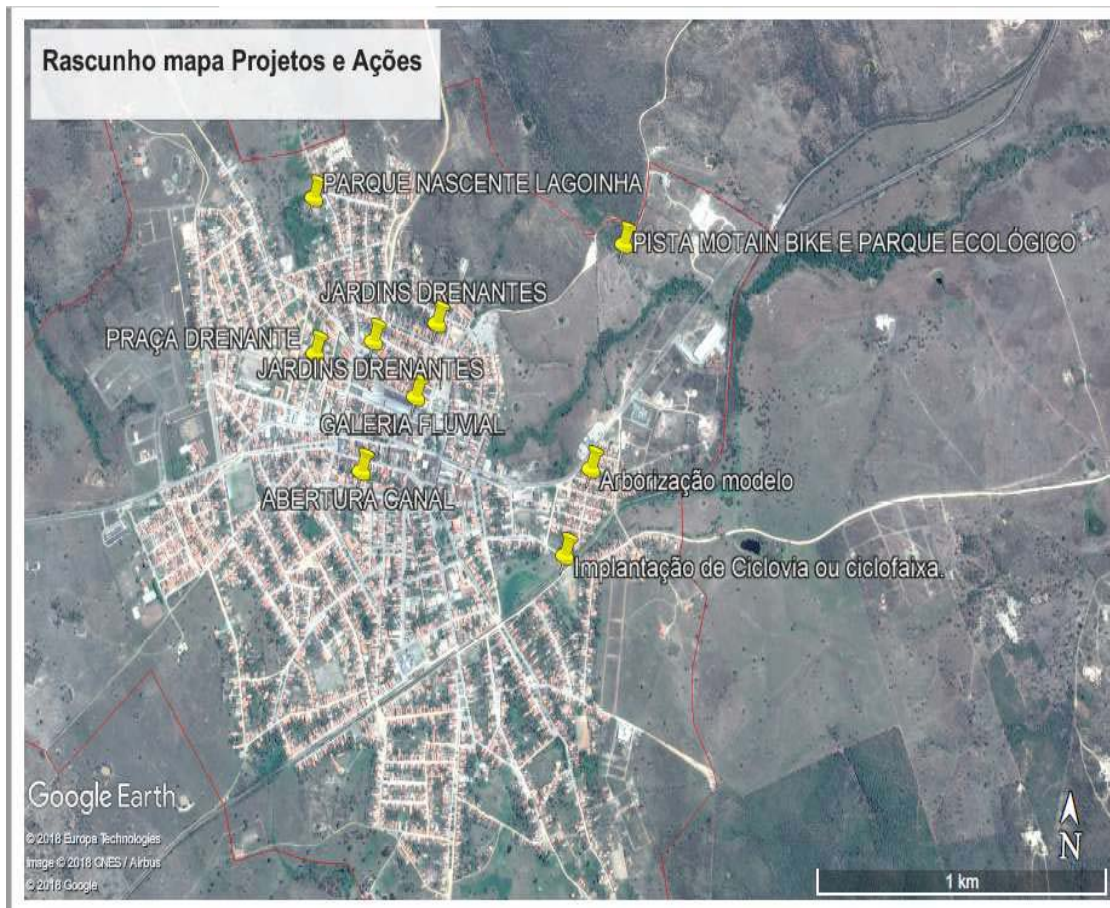 Rascunho mapa Projetos e Ações
PARQUE NASCENTE LAGOINHA
PISTA MOTAIN BIKE E PARQUE ECOLÓGICO
JARDINS DRENANTES
PRAÇA DRENANTE
JARDINS DRENANTES
GALERIA FLUVIAL
Arborização modelo
ABERTURA CANAL
Implantação de Ciclovia ou ciclofaixa.
Google Earth
© 2018 Europa Technologies
Image © 2018 CNES / Airbus
© 2018 Google
N
1 km